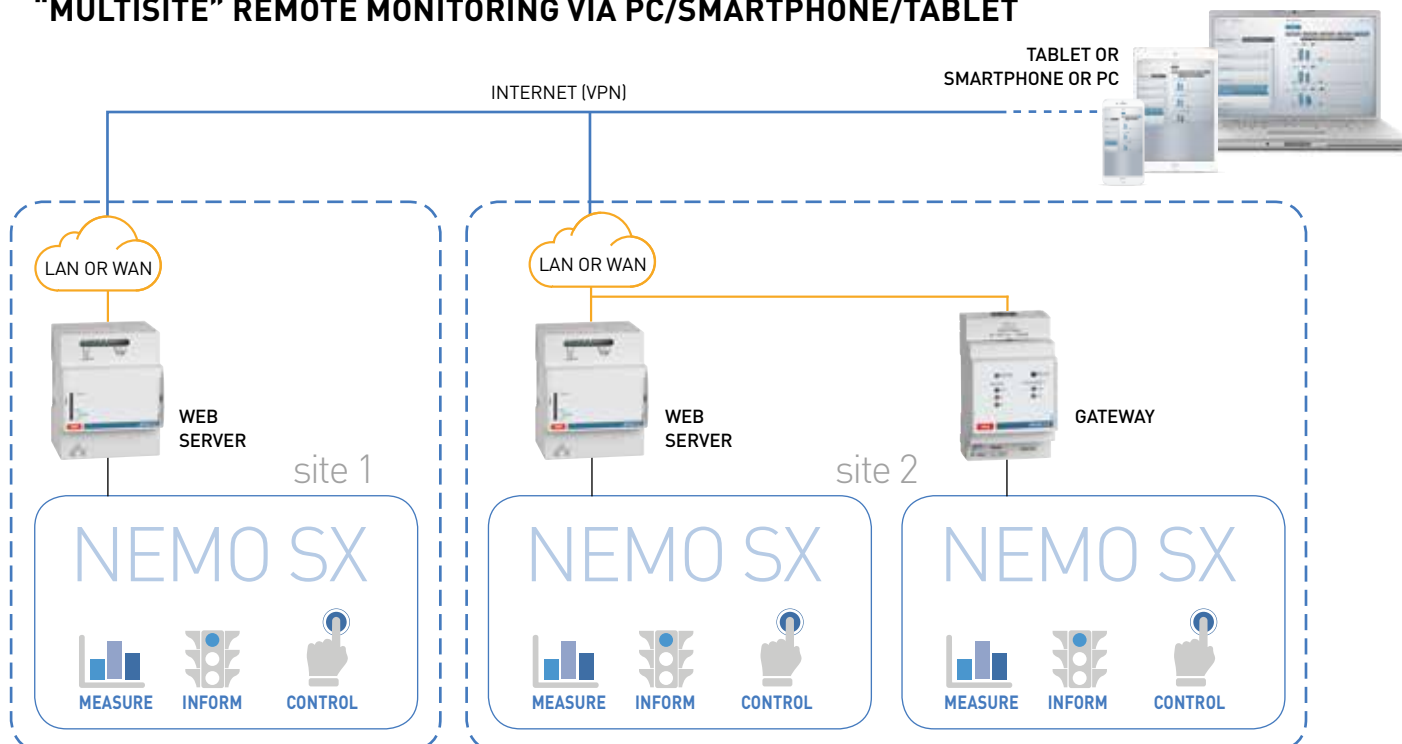 "MULTISITE" REMOTE MONITORING VIA PC/SMARTPHONE/TABLET
TABLET OR
SMARTPHONE OR PC
INTERNET (VPN)
LAN OR WAN
LAN OR WAN
WEB
SERVER
WEB
SERVER
GATEWAY
site 1
site 2
NEMO SX
NEMO SX
NEMO SX
MEASURE INFORM CONTROL
MEASURE INFORM CONTROL
MEASURE INFORM CONTROL